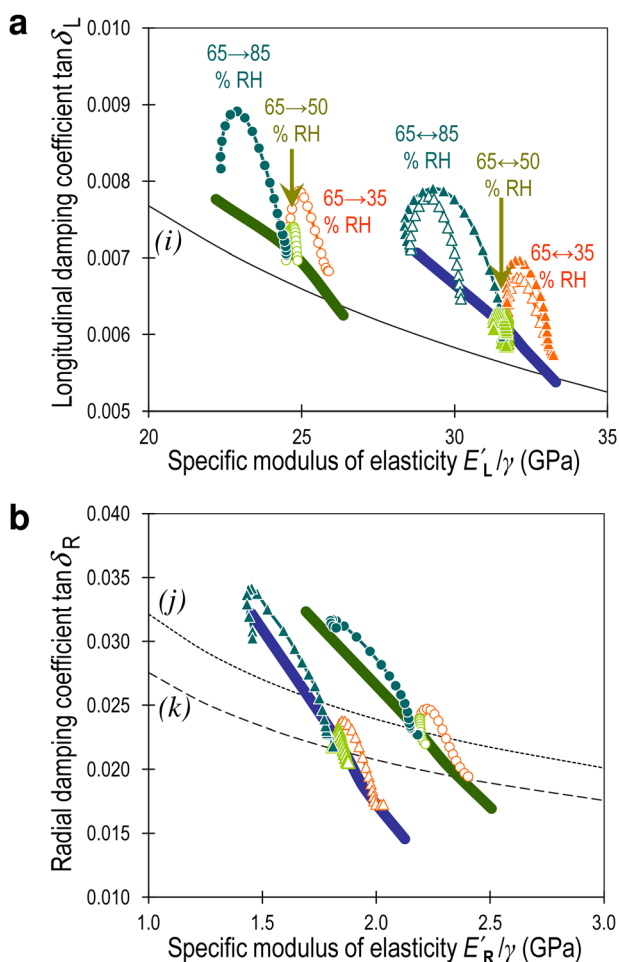 a
Longitudinal damping coefficient tanδL
0.010
0.009
0.008
0.007
0.006
0.005
65→85
% RH
65→50
% RH
65→35
% RH
65↔85
% RH
65↔50
% RH
65↔35
% RH
(i)
20
25
30
35
Specific modulus of elasticity E′L/γ (GPa)
b
Radial damping coefficient tanδR
0.040
0.035
0.030
0.025
0.020
0.015
0.010
(j)
(k)
1.0
1.5
2.0
2.5
3.0
Specific modulus of elasticity E′R/γ (GPa)